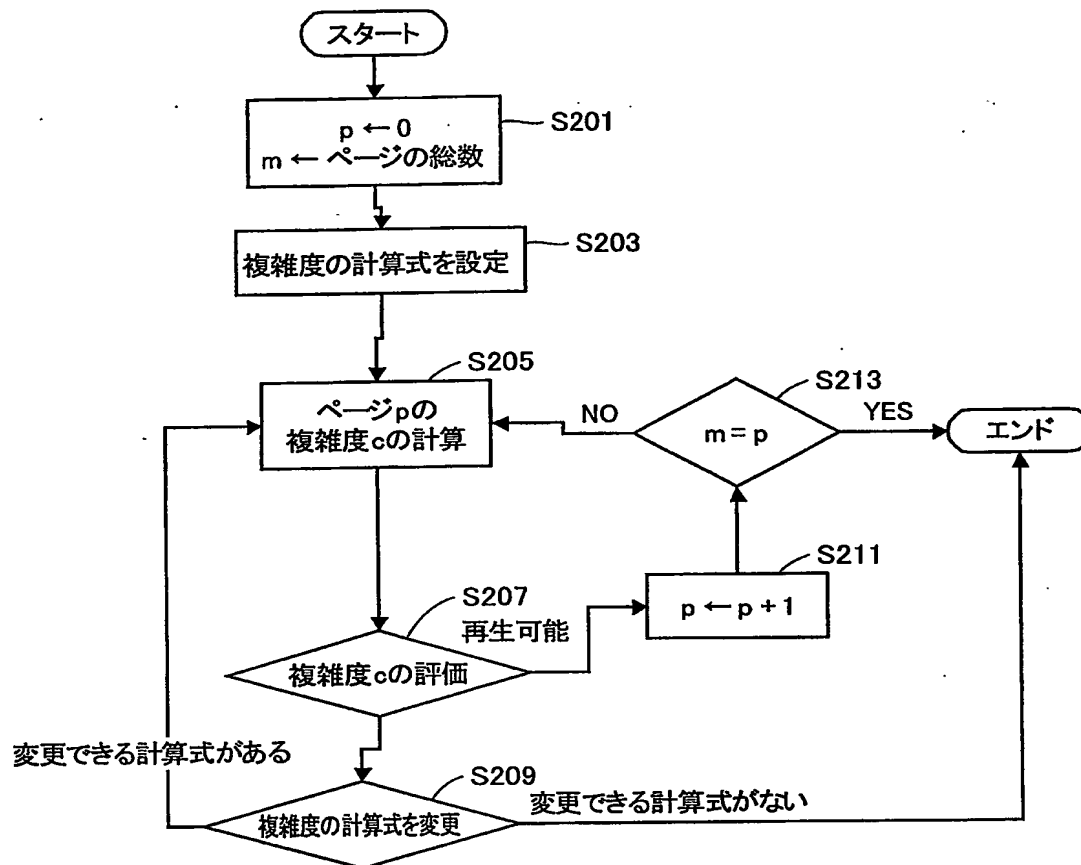 スタート
p ← 0
m ← ページの総数
S201
複雑度の計算式を設定
S203
S205
ページpの
複雑度cの計算
NO
m = p
S213
YES
エンド
S211
p ← p + 1
S207
再生可能
複雑度cの評価
変更できる計算式がある
S209
変更できる計算式がない
複雑度の計算式を変更